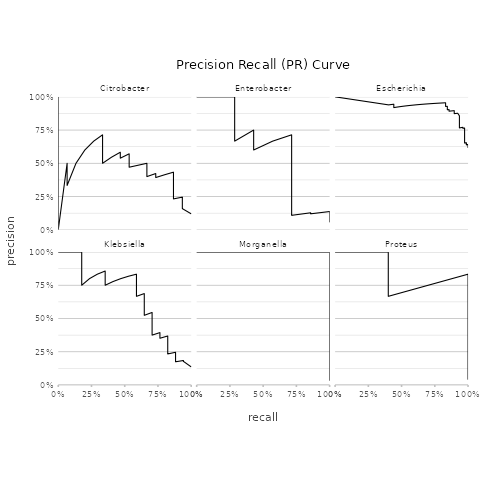 Precision Recall (PR) Curve
Citrobacter
Enterobacter
Escherichia
100%
75%
50%
25%
0%
Klebsiella
Morganella
Proteus
100%
75%
50%
25%
0%
0% 25% 50% 75% 100% 0% 25% 50% 75% 100% 0% 25% 50% 75% 100%
precision
recall